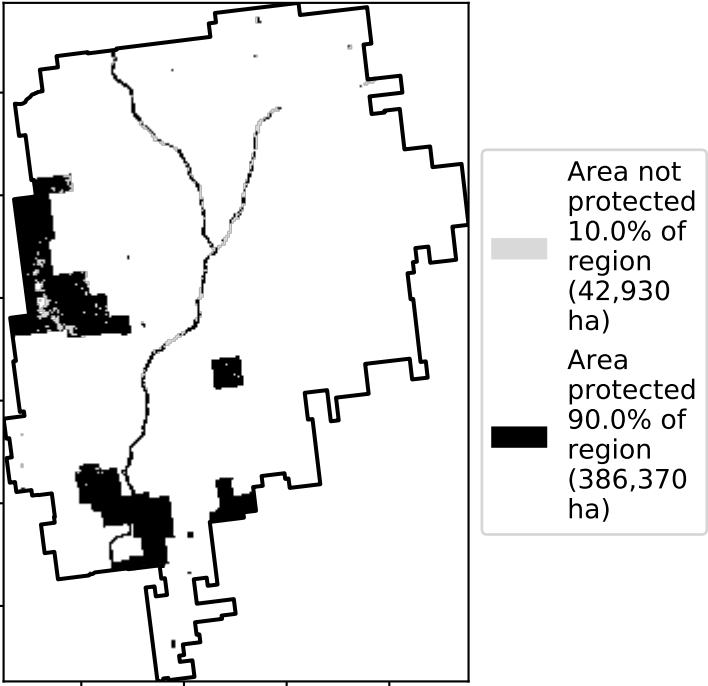 Area not
protected
10.0% of
region
(42,930
ha)
Area
protected
90.0% of
region
(386,370
ha)